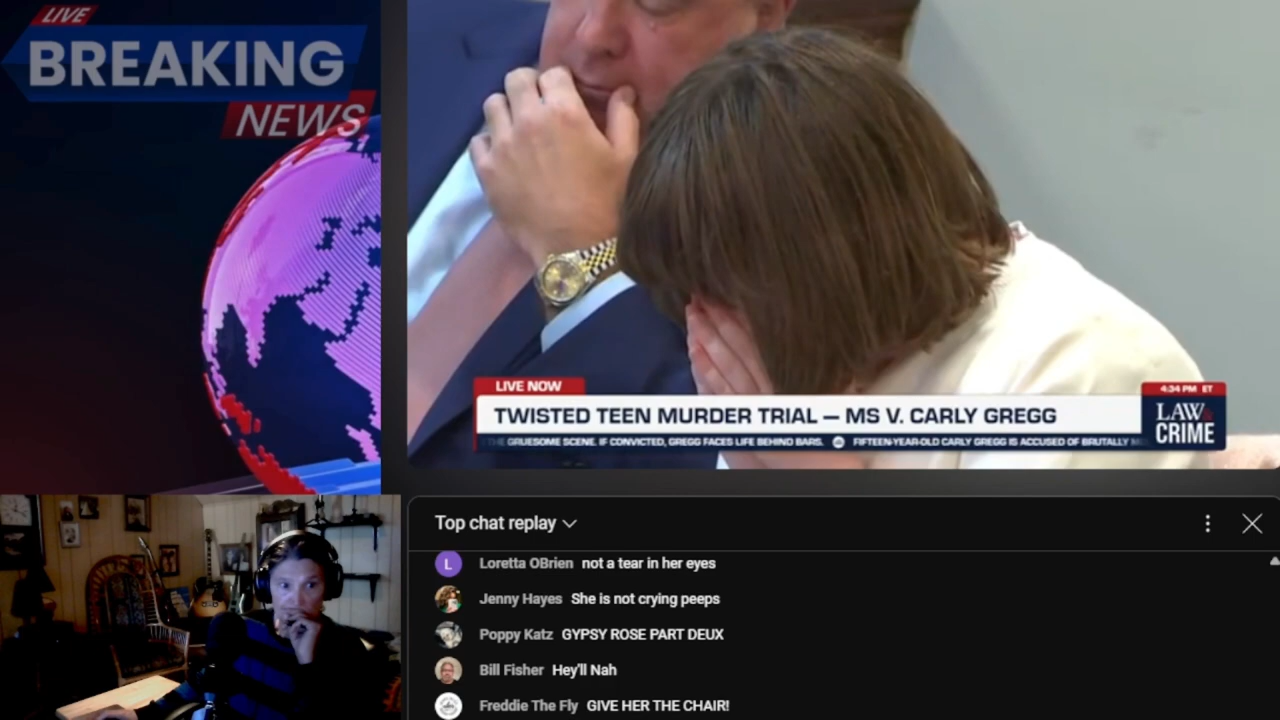 LIVE
BREAKING
NEWS
LIVE NOW
4:34 PM ET
TWISTED TEEN MURDER TRIAL — MS V. CARLY GREGG
LAW&
CRIME
THE GRUESOME SCENE. IF CONVICTED, GREGG FACES LIFE BEHIND BARS. FIFTEEN-YEAR-OLD CARLY GREGG IS ACCUSED OF BRUTALLY
Top chat replay
Loretta OBrien not a tear in her eyes
Jenny Hayes She is not crying peeps
Poppy Katz GYPSY ROSE PART DEUX
Bill Fisher Hey'll Nah
Freddie The Fly GIVE HER THE CHAIR!